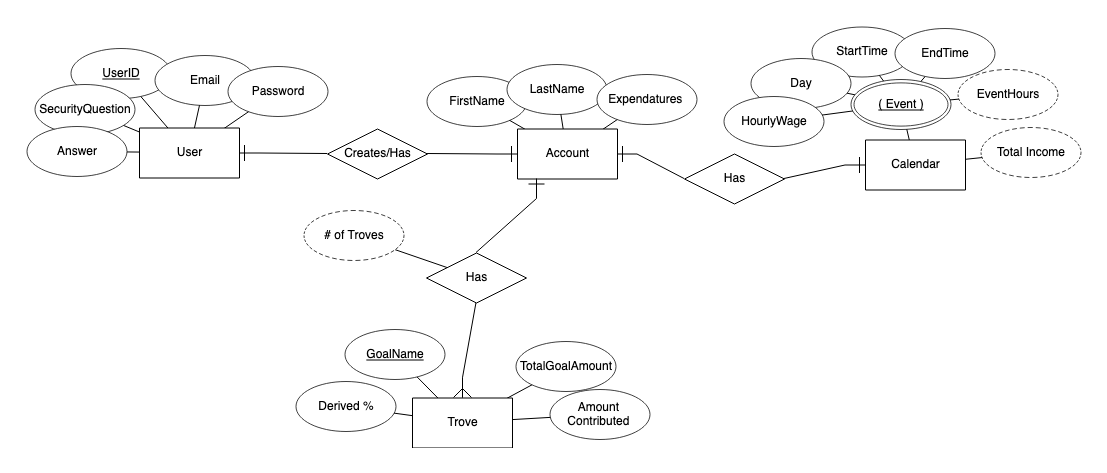 StartTime
EndTime
UserID
Email
Password
SecurityQuestion
Answer
User
Creates/Has
FirstName
LastName
Expendatures
Account
Day
HourlyWage
( Event )
EventHours
Has
Calendar
Total Income
# of Troves
Has
GoalName
TotalGoalAmount
Derived %
Amount
Contributed
Trove